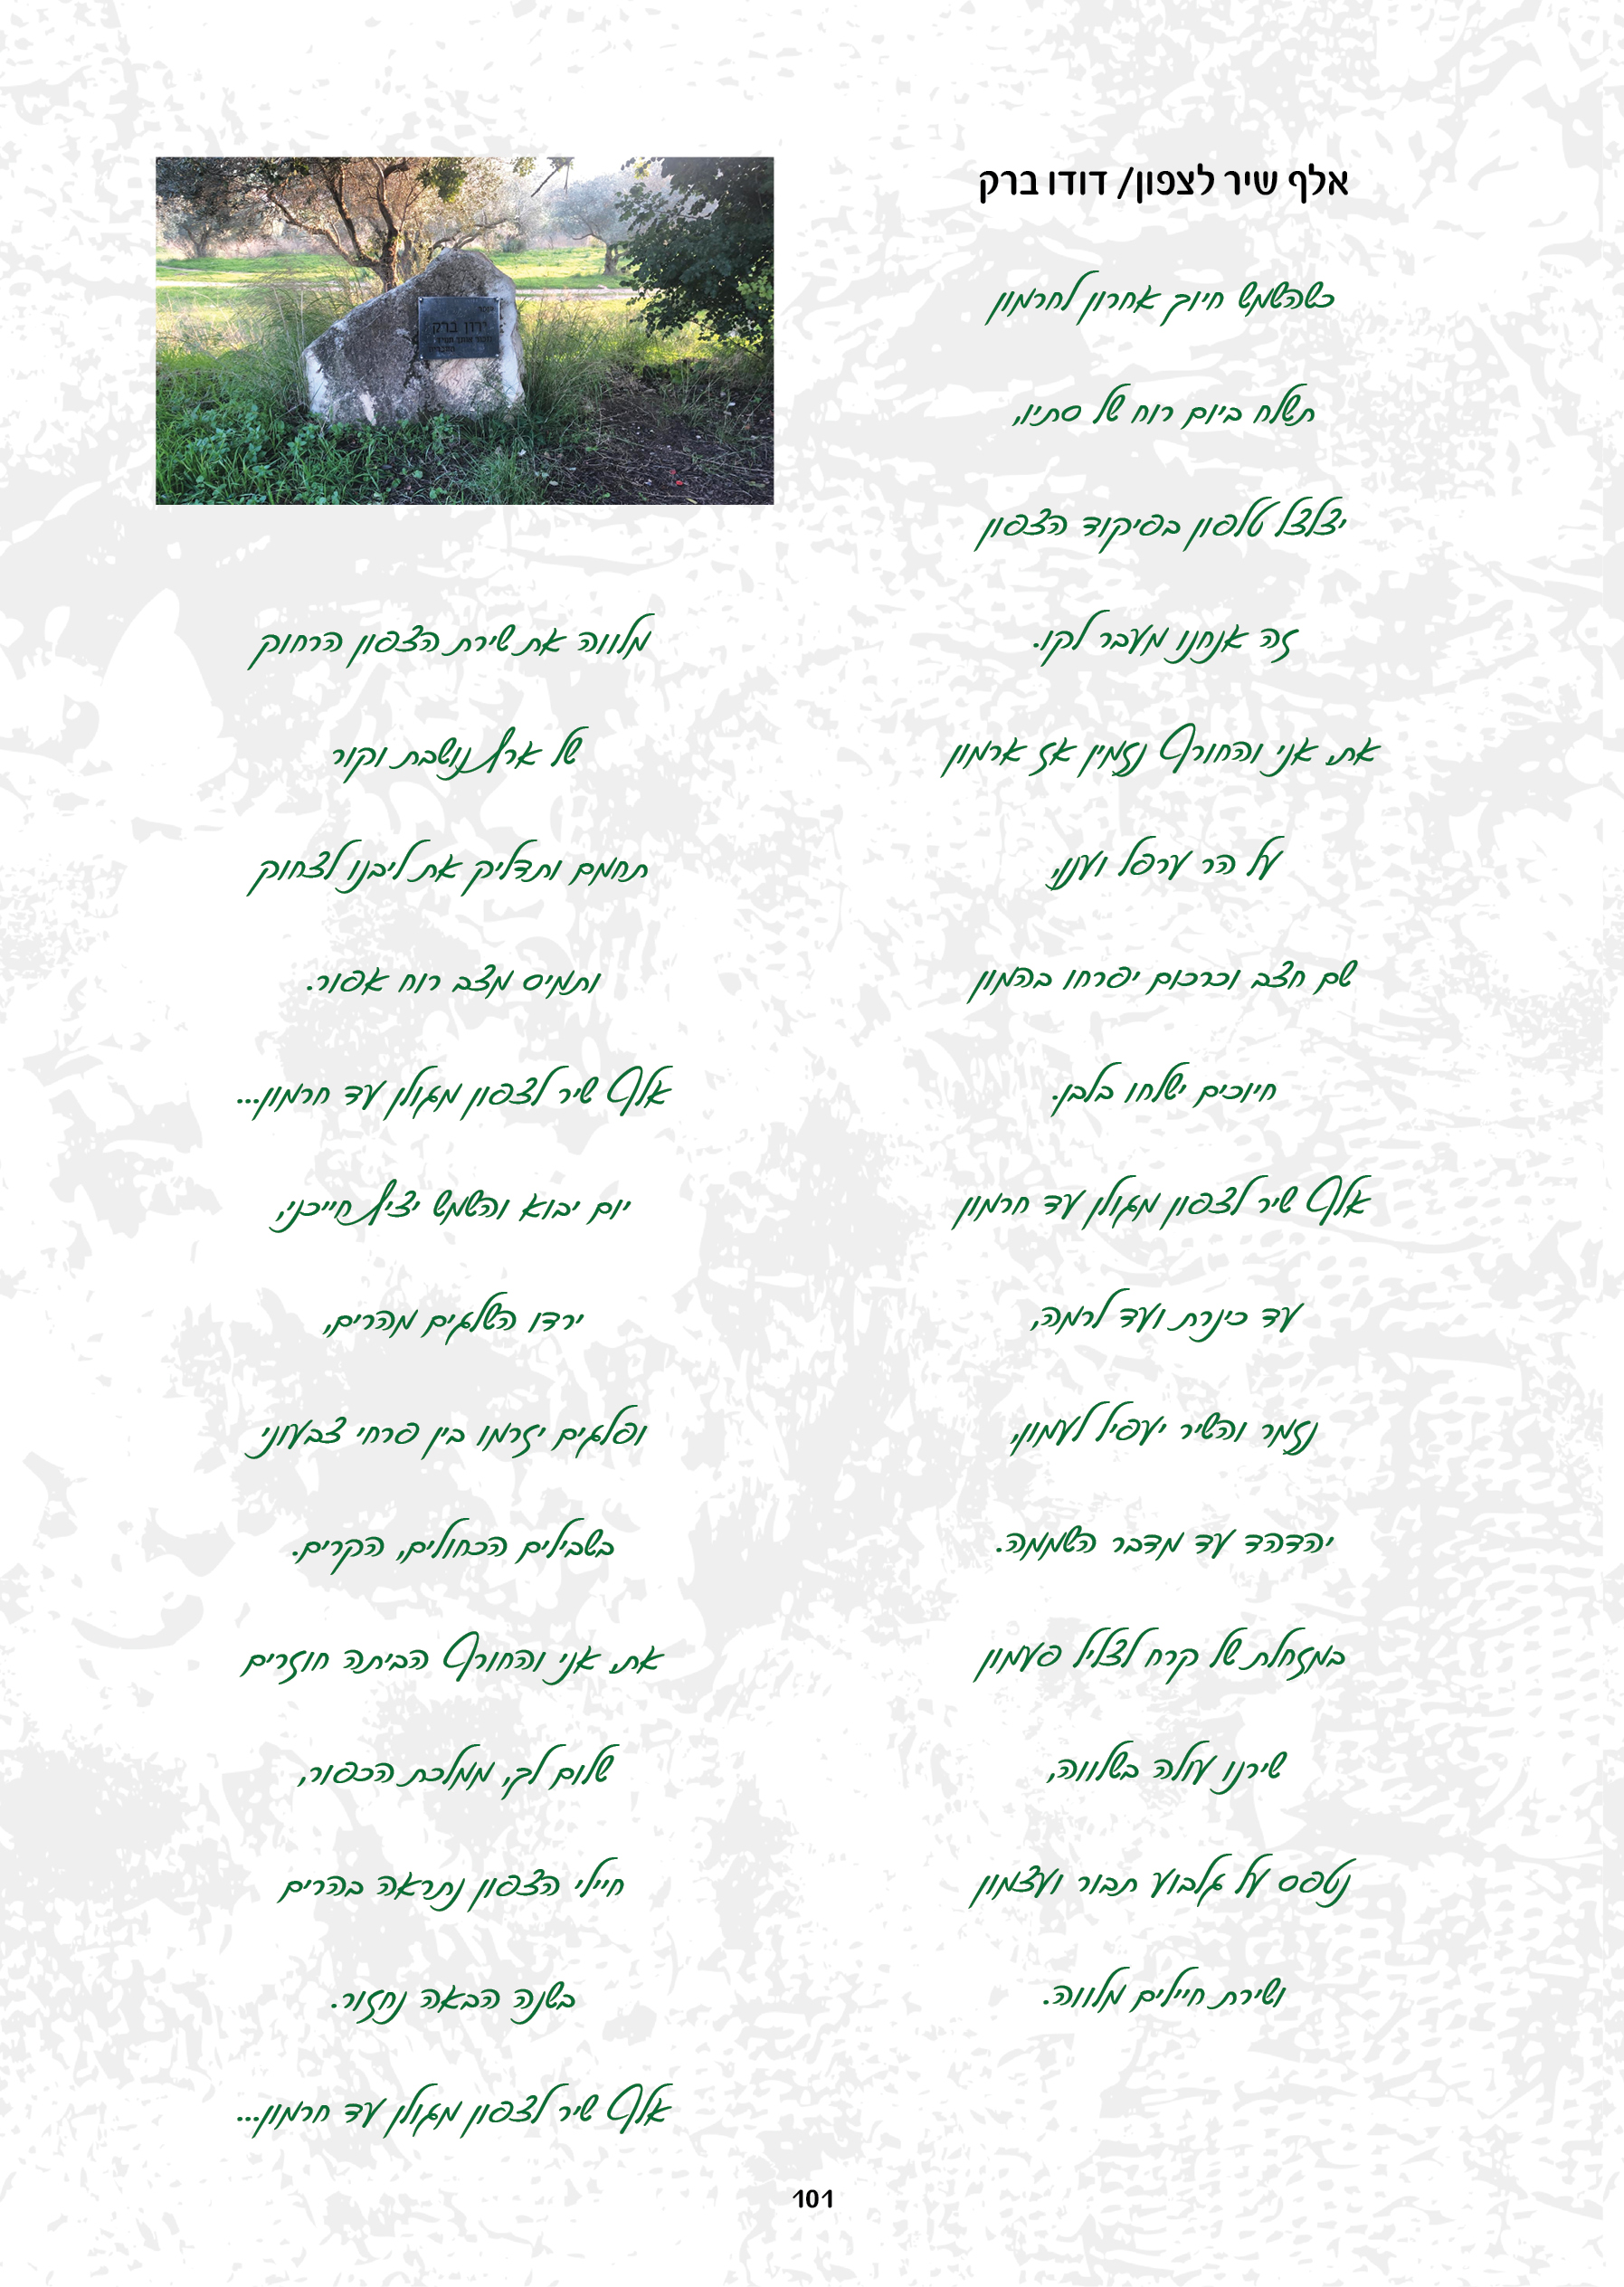 אלף שיר לצפון/ דודו ברק
כשהשמש חיוך אחרון לחרמון
תשלח ביום רוח של סתיו,
יצלצל טלפון בפיקוד הצפון
זה אנחנו מעבר לקו.
את, אני והחורף נזמין אז ארמון
על הר ערפל וענן,
שם חצב וכרכום יפרחו בהמון
חיוכים ישלחו בלבן.
אלף שיר לצפון מגולן עד חרמון
עד כינרת ועד לרמה,
נזמר והשיר יעפיל לעמון,
יהדהד עד מדבר השממה.
במזחלת של קרח לצליל פעמון
שירנו עולה בשלווה,
נטפס על גלבוע תבור ועצמון
ושירת חיילים מלווה.
ירון ברק
מלווה את שירת הצפון הרחוק
של ארץ נושבת וקור
תחמם ותדליק את ליבנו לצחוק
ותמיס מצב רוח אפור.
אלף שיר לצפון מגולן עד חרמון...
יום יבוא והשמש יציץ חייכני,
ירדו השלגים מהרים,
ופלגים יזרמו בין פרחי צבעוני
בשבילים הכחולים, הקרים.
את, אני והחורף הביתה חוזרים
שלום לך, ממלכת הכפור,
חיילי הצפון נתראה בהרים
בשנה הבאה נחזור.
אלף שיר לצפון מגולן עד חרמון...
101